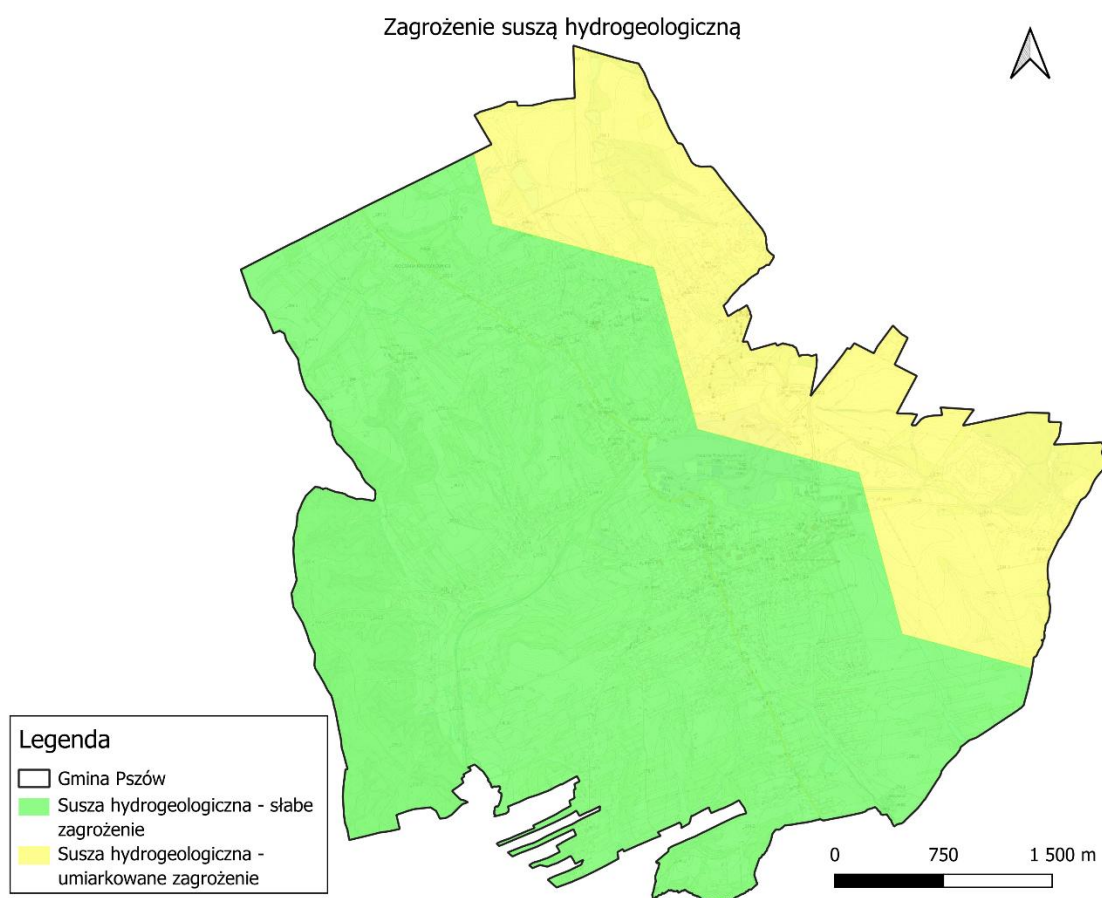 Zagrożenie suszą hydrogeologiczną
Legenda
Gmina Pszów
Susza hydrogeologiczna - słabe
zagrożenie
Susza hydrogeologiczna -
umiarkowane zagrożenie
0 750 1 500 m